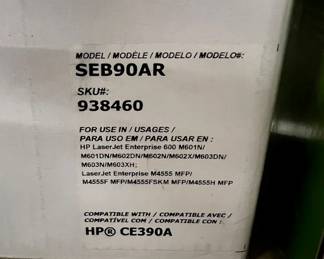 MODEL / MODÈLE / MODELO / MODELO#:
SEB90AR
SKU#:
938460
FOR USE IN / USAGES /
PARA USO EM / PARA USAR EN :
HP LaserJet Enterprise 600 M601N/
M601DN/M602DN/M602N/M602X/M603DN/
M603N/M603XH;
LaserJet Enterprise M4555 MFP/
M4555F MFP/M4555FSKM MFP/M4555H MFP
COMPATIBLE WITH / COMPATIBLE AVEC /
COMPATÍVEL COM / COMPATIBLE CON :
HP® CE390A